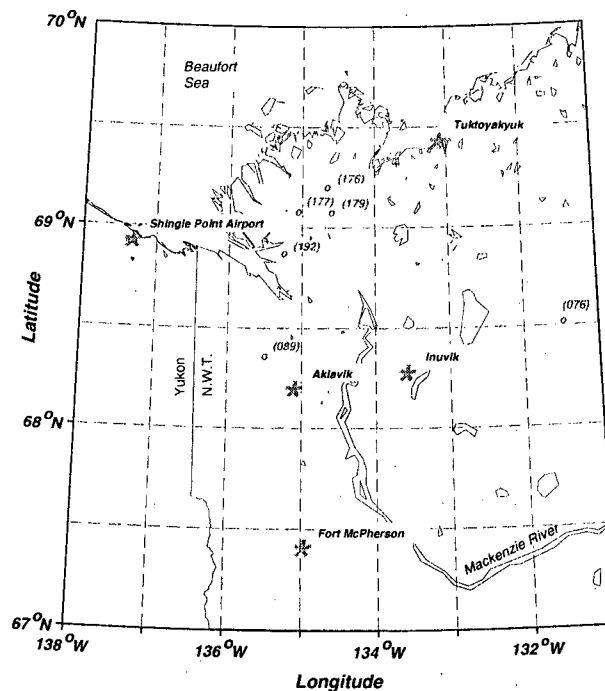 70°N
Beaufort
Sea
Tuktoyakyuk
(176)
(177)
(179)
69°N
Shingle Point Airport
(192)
Latitude
(076)
(089)
Inuvik
Aklavik
Yukon
N.W.T.
68°N
Fort McPherson
Mackenzie River
67°N
138°W
136°W
134°W
132°W
Longitude